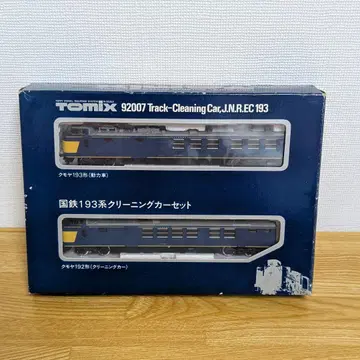 TOMIX 92007 Track-Cleaning Car,J.N.R.EC193
クモヤ193形(動力車)
国鉄193系クリーニングカーセット
クモヤ192形(クリーニングカー)